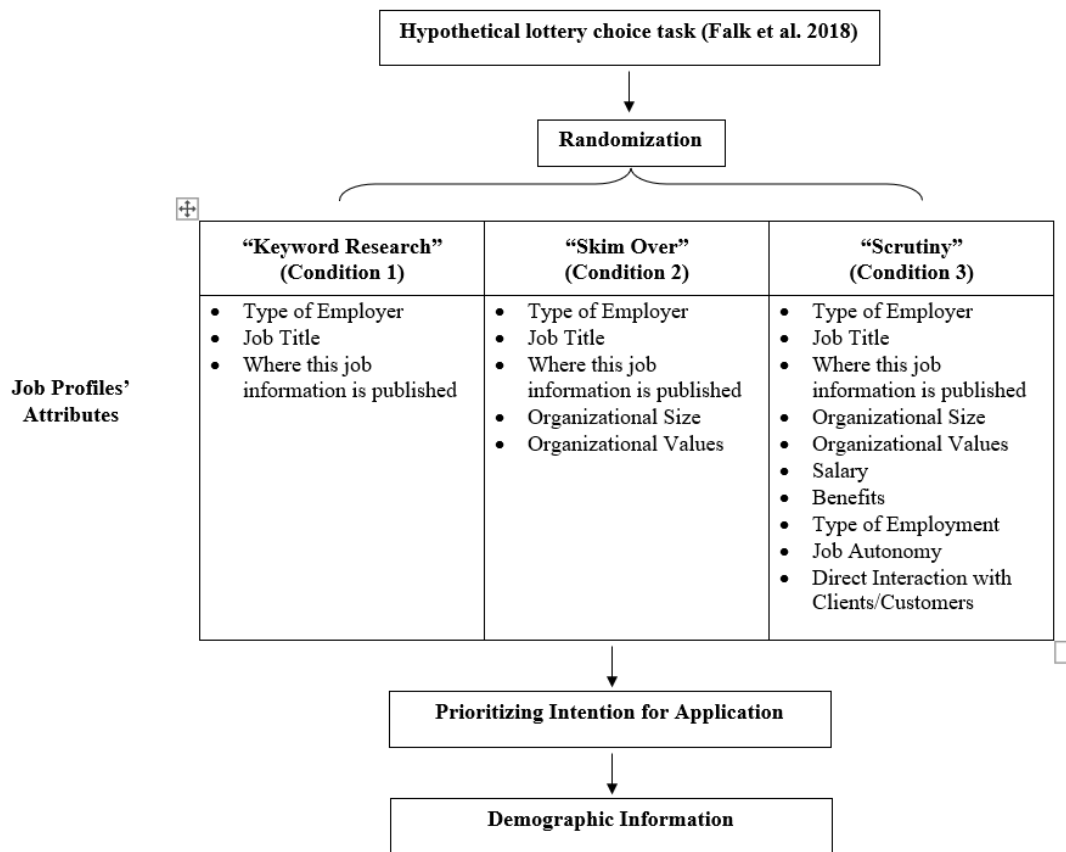 Hypothetical lottery choice task (Falk et al. 2018)
Randomization
Job Profiles’
Attributes
“Keyword Research”
(Condition 1)
• Type of Employer
• Job Title
• Where this job
information is published
“Skim Over”
(Condition 2)
• Type of Employer
• Job Title
• Where this job
information is published
• Organizational Size
• Organizational Values
“Scrutiny”
(Condition 3)
• Type of Employer
• Job Title
• Where this job
information is published
• Organizational Size
• Organizational Values
• Salary
• Benefits
• Type of Employment
• Job Autonomy
• Direct Interaction with
Clients/Customers
Prioritizing Intention for Application
Demographic Information